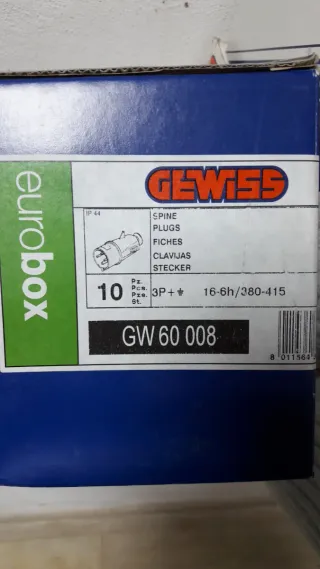 eurobox
GEWISS
IP 44
SPINE
PLUGS
FICHES
CLAVIJAS
STECKER
10 Pz. Pcs. Pze. St.
3P+⏚ 16-6h/380-415
GW 60 008
8 011564